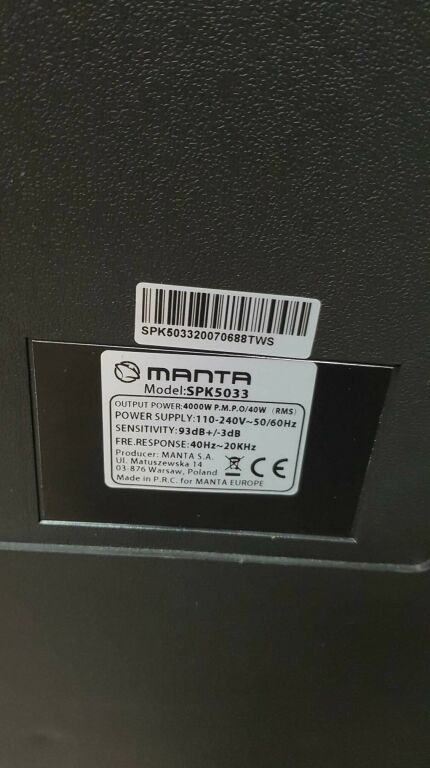 SPK503320070688TWS
MANTA
Model:SPK5033
OUTPUT POWER:4000W P.M.P.O/40W (RMS)
POWER SUPPLY:110-240V~50/60Hz
SENSITIVITY:93dB+/-3dB
FRE.RESPONSE:40Hz~20KHz
Producer: MANTA S.A.
Ul. Matuszewska 14
03-876 Warsaw, Poland
CE
Made in P.R.C. for MANTA EUROPE